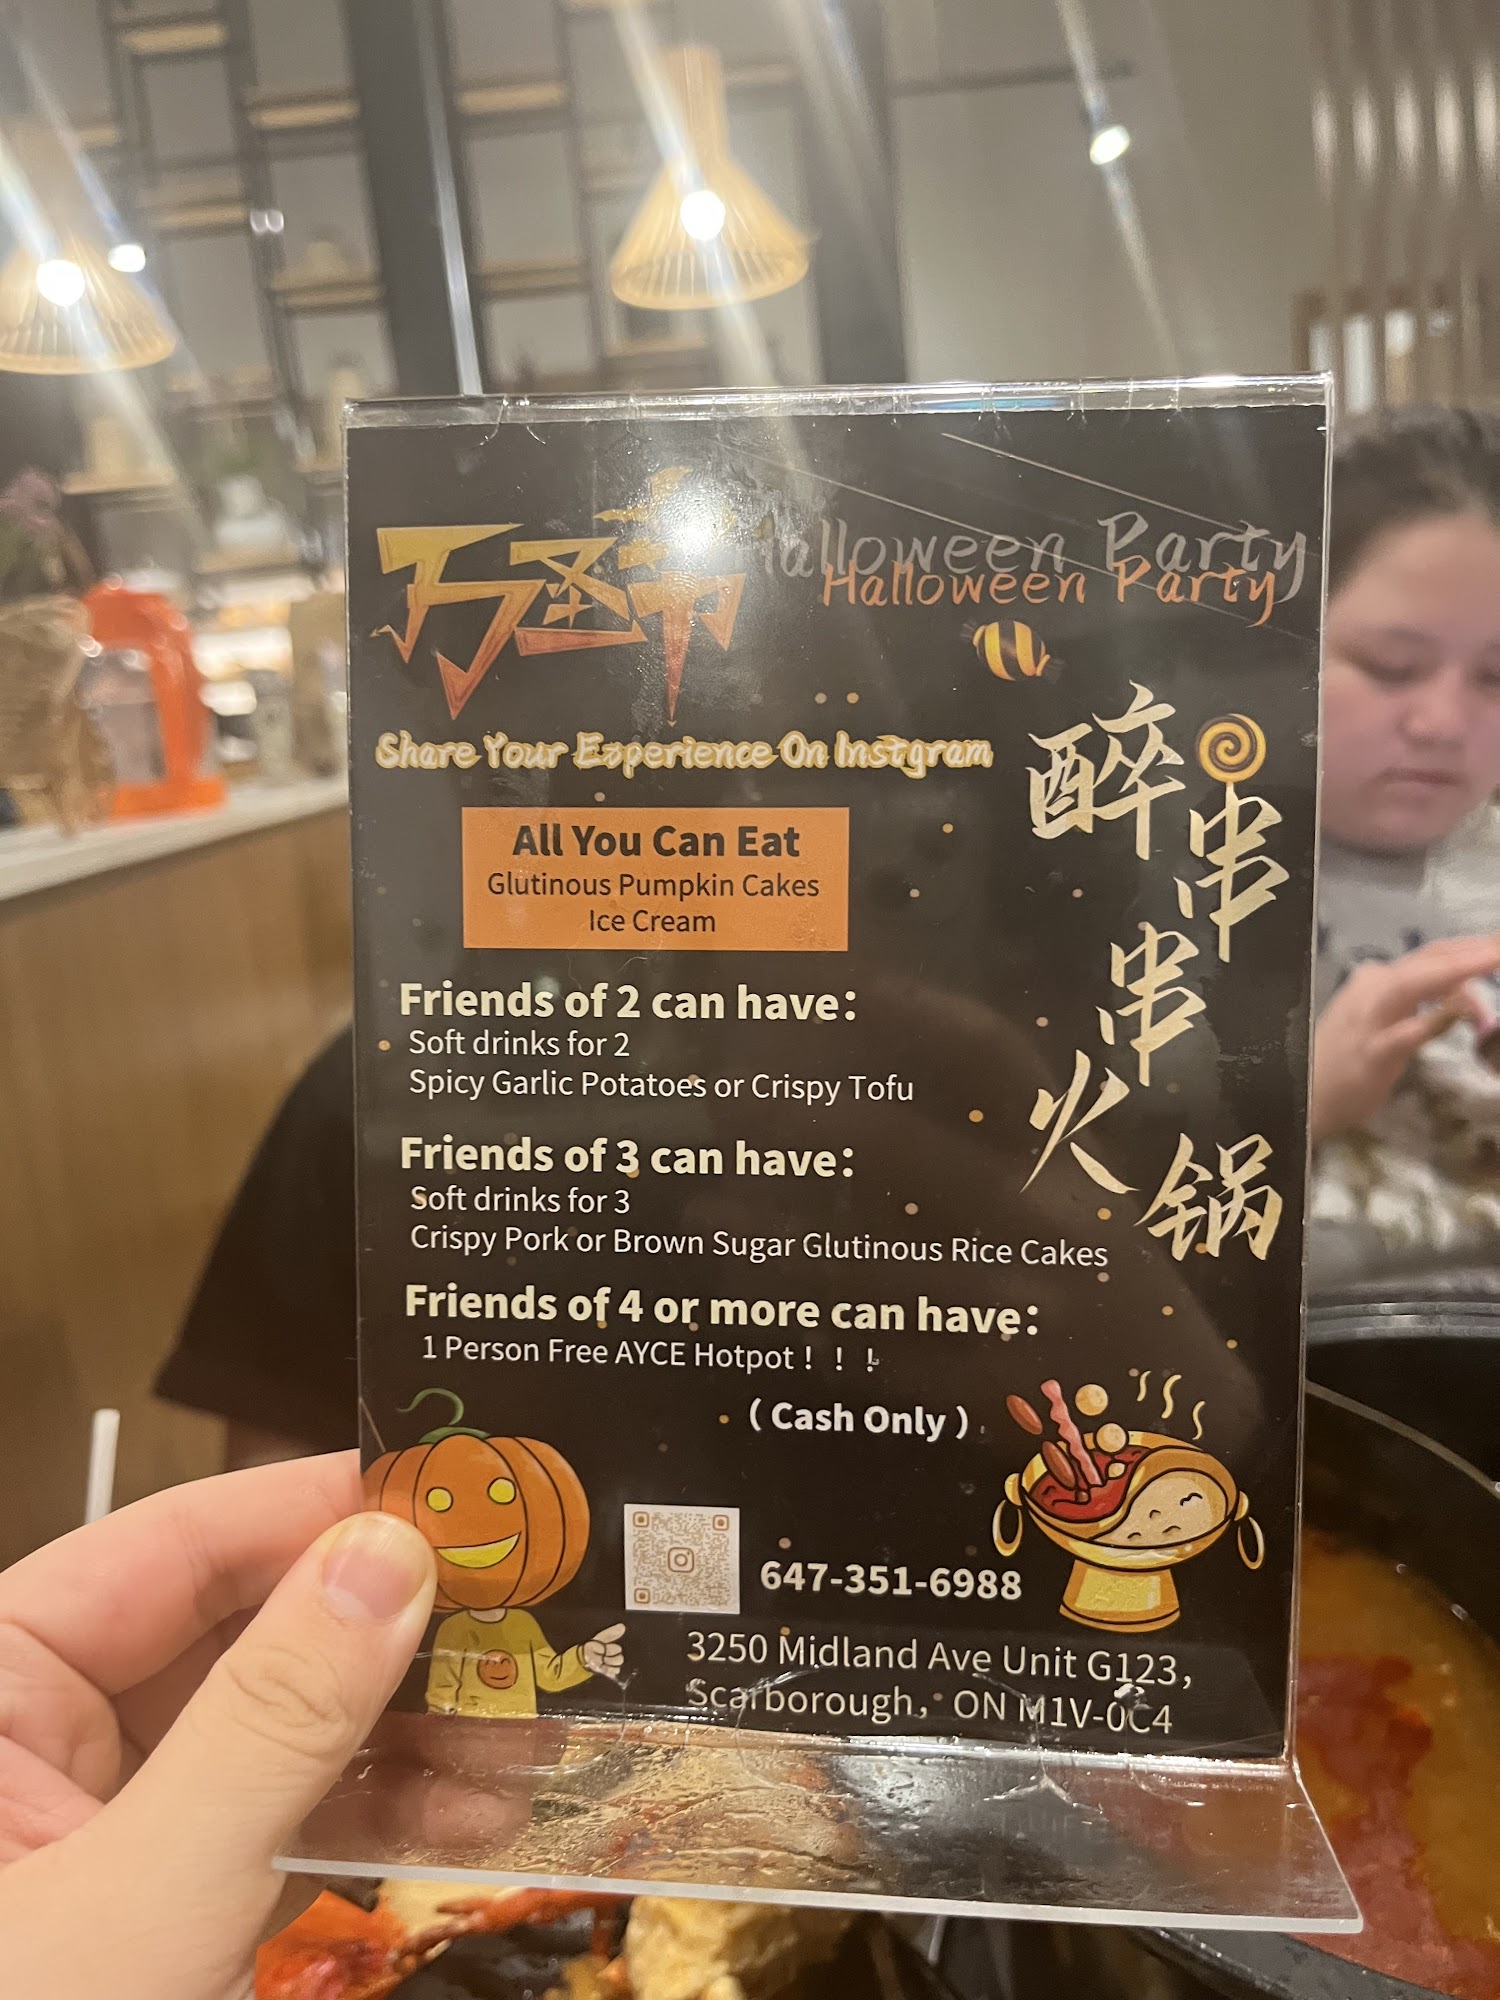 万圣节
Halloween Party
Halloween Party
Share Your Experience On Instgram
醉串串火锅
All You Can Eat
Glutinous Pumpkin Cakes
Ice Cream
Friends of 2 can have：
Soft drinks for 2
Spicy Garlic Potatoes or Crispy Tofu
Friends of 3 can have：
Soft drinks for 3
Crispy Pork or Brown Sugar Glutinous Rice Cakes
Friends of 4 or more can have：
1 Person Free AYCE Hotpot！！！
（Cash Only）
647-351-6988
3250 Midland Ave Unit G123，
Scarborough，ON M1V-0C4